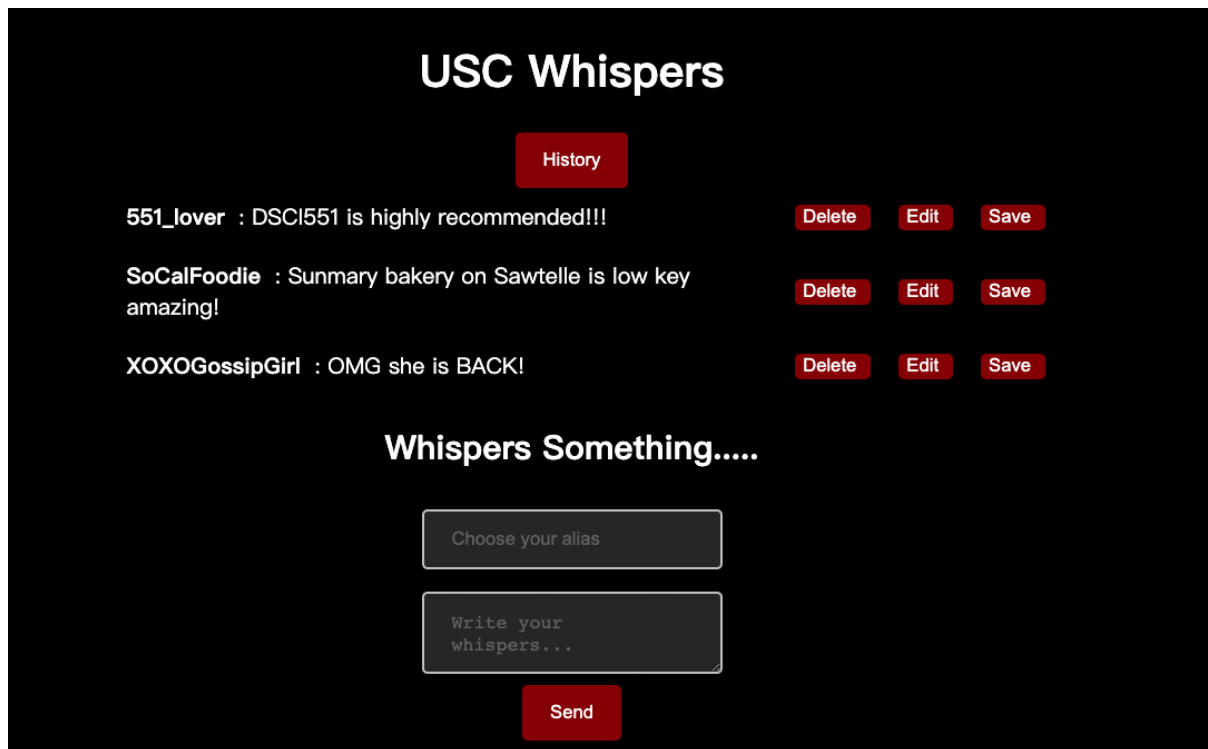 USC Whispers
History
551_lover : DSCI551 is highly recommended!!! Delete Edit Save
SoCalFoodie : Sunmary bakery on Sawtelle is low key
amazing! Delete Edit Save
XOXOGossipGirl : OMG she is BACK! Delete Edit Save
Whispers Something.....
Choose your alias
Write your
whispers...
Send